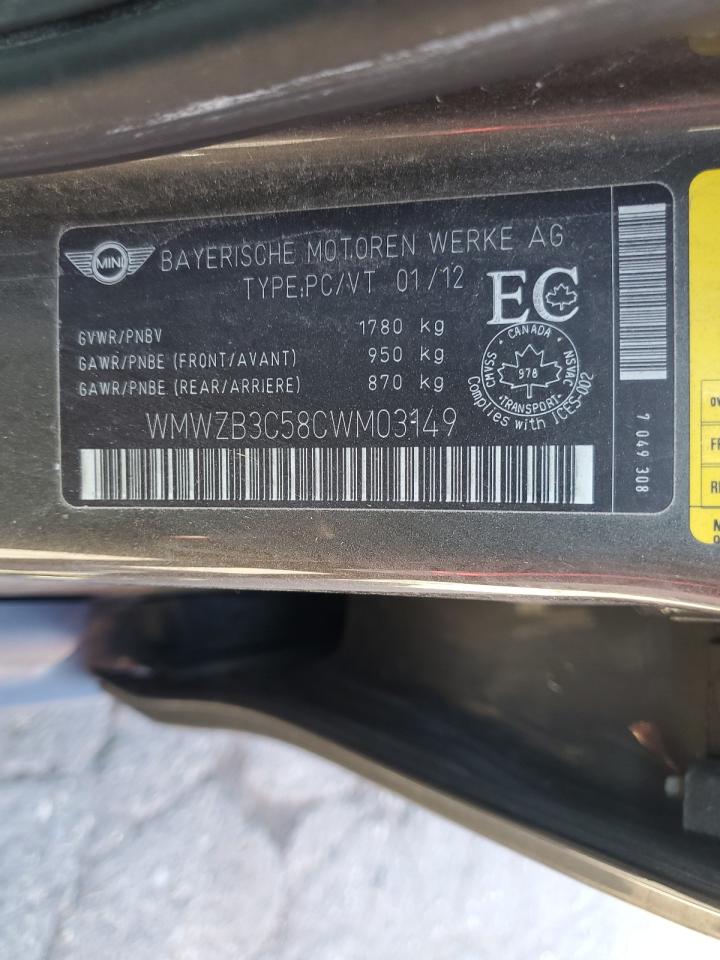 MINI
BAYERISCHE MOTOREN WERKE AG
TYPE:PC/VT 01/12
EC
GVWR/PNBV 1780 kg
GAWR/PNBE (FRONT/AVANT) 950 kg
GAWR/PNBE (REAR/ARRIERE) 870 kg
CANADA
CMVSS 978 NSVAC
TRANSPORT
Complies with ICES-002
WMWZB3C58CWM03149
7 049 308